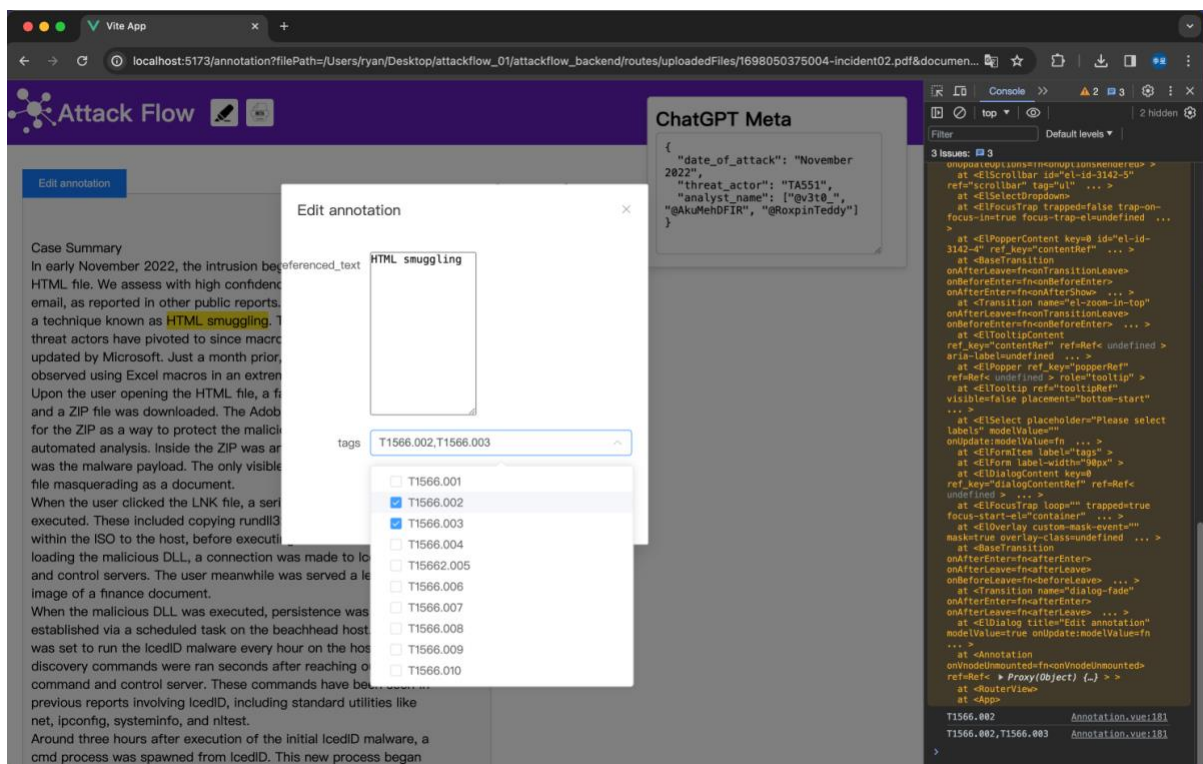 Vite App
localhost:5173/annotation?filePath=/Users/ryan/Desktop/attackflow_01/attackflow_backend/routes/uploadedFiles/1698050375004-incident02.pdf&documen...
Attack Flow
Edit annotation
Case Summary
In early November 2022, the intrusion beg
HTML file. We assess with high confidenc
email, as reported in other public reports.
a technique known as HTML smuggling. T
threat actors have pivoted to since mac
updated by Microsoft. Just a month prior,
observed using Excel macros in an extrem
Upon the user opening the HTML file, a fa
and a ZIP file was downloaded. The Adob
for the ZIP as a way to protect the malici
automated analysis. Inside the ZIP was an
was the malware payload. The only visible
file masquerading as a document.
When the user clicked the LNK file, a seri
executed. These included copying rundll3
within the ISO to the host, before executi
loading the malicious DLL, a connection was made to Ic
and control servers. The user meanwhile was served a le
image of a finance document.
When the malicious DLL was executed, persistence was
established via a scheduled task on the beachhead host
was set to run the IcedID malware every hour on the hos
discovery commands were ran seconds after reaching o
command and control server. These commands have been seen in
previous reports involving IcedID, including standard utilities like
net, ipconfig, systeminfo, and nltest.
Around three hours after execution of the initial IcedID malware, a
cmd process was spawned from IcedID. This new process began
Edit annotation
eferenced_text
HTML smuggling
tags
T1566.002,T1566.003
T1566.001
T1566.002
T1566.003
T1566.004
T15662.005
T1566.006
T1566.007
T1566.008
T1566.009
T1566.010
ChatGPT Meta
{
"date_of_attack": "November
2022",
"threat_actor": "TA551",
"analyst_name": ["@v3t0_",
"@AkuMehDFIR", "@RoxpinTeddy"]
}
Console
2
3
top
2 hidden
Filter
Default levels
3 Issues: 3
onUpdateOptions=fn<onOptionsRendered> >
at <ElScrollbar id="el-id-3142-5"
ref="scrollbar" tag="ul" ... >
at <ElSelectDropdown>
at <ElFocusTrap trapped=false trap-on-
focus-in=true focus-trap-el=undefined ...
>
at <ElPopperContent key=0 id="el-id-
3142-4" ref_key="contentRef" ... >
at <BaseTransition
onAfterLeave=fn<onTransitionLeave>
onBeforeEnter=fn<onBeforeEnter>
onAfterEnter=fn<onAfterShow> ... >
at <Transition name="el-zoom-in-top"
onAfterLeave=fn<onTransitionLeave>
onBeforeEnter=fn<onBeforeEnter> ... >
at <ElTooltipContent
ref_key="contentRef" ref=Ref< undefined >
aria-label=undefined ... >
at <ElPopper ref_key="popperRef"
ref=Ref< undefined > role="tooltip" >
at <ElTooltip ref="tooltipRef"
visible=false placement="bottom-start"
... >
at <ElSelect placeholder="Please select
labels" modelValue=""
onUpdate:modelValue=fn ... >
at <ElFormItem label="tags" >
at <ElForm label-width="90px" >
at <ElDialogContent key=0
ref_key="dialogContentRef" ref=Ref<
undefined > ... >
at <ElFocusTrap loop="" trapped=true
focus-start-el="container" ... >
at <ElOverlay custom-mask-event=""
mask=true overlay-class=undefined ... >
at <BaseTransition
onAfterEnter=fn<afterEnter>
onAfterLeave=fn<afterLeave>
onBeforeLeave=fn<beforeLeave> ... >
at <Transition name="dialog-fade"
onAfterEnter=fn<afterEnter>
onAfterLeave=fn<afterLeave> ... >
at <ElDialog title="Edit annotation"
modelValue=true onUpdate:modelValue=fn
... >
at <Annotation
onVnodeUnmounted=fn<onVnodeUnmounted>
ref=Ref< Proxy(Object) {…} > >
at <RouterView>
at <App>
T1566.002 Annotation.vue:181
T1566.002,T1566.003 Annotation.vue:181